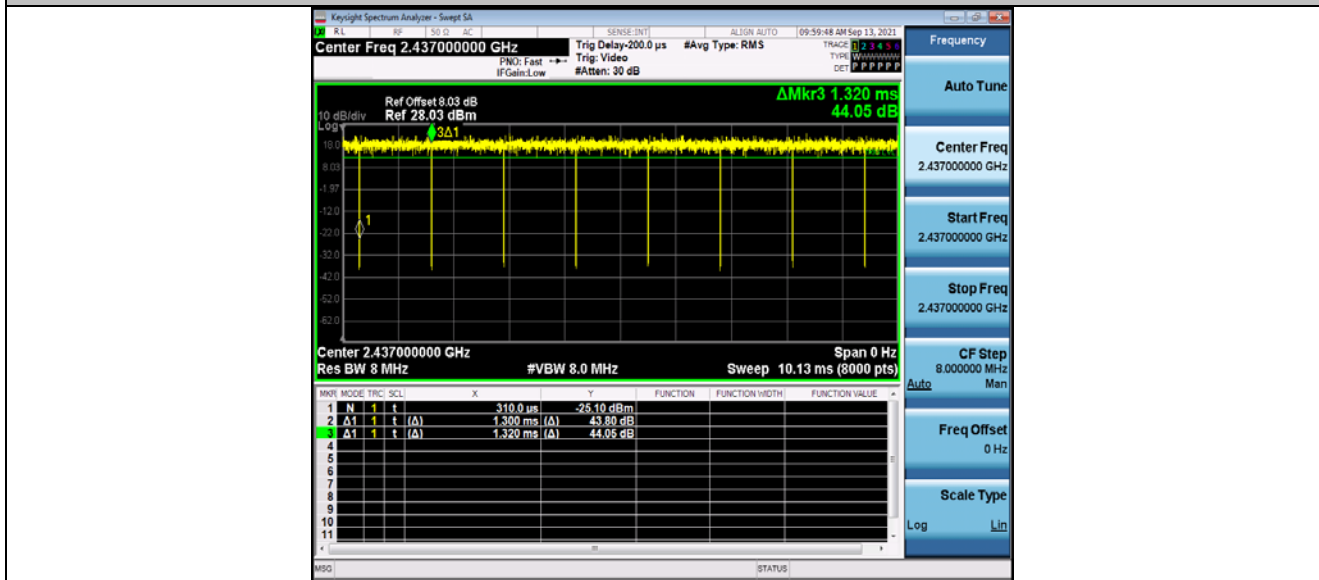 Keysight Spectrum Analyzer - Swept SA
RL RF 50 Ω AC SENSE:INT ALIGN AUTO 09:59:48 AM Sep 13, 2021
Center Freq 2.437000000 GHz Trig Delay-200.0 µs #Avg Type: RMS TRACE 1 2 3 4 5 6
PNO: Fast Trig: Video TYPE W
IFGain:Low #Atten: 30 dB DET P P P P P P
Frequency
Auto Tune
ΔMkr3 1.320 ms
Ref Offset 8.03 dB
10 dB/div Ref 28.03 dBm 44.05 dB
Log
3Δ1
18.0
8.03
-1.97
-12.0
1
-22.0
-32.0
-42.0
-52.0
-62.0
Center 2.437000000 GHz Span 0 Hz
Res BW 8 MHz #VBW 8.0 MHz Sweep 10.13 ms (8000 pts)
Center Freq
2.437000000 GHz
Start Freq
2.437000000 GHz
Stop Freq
2.437000000 GHz
CF Step
8.000000 MHz
Auto Man
Freq Offset
0 Hz
Scale Type
Log Lin
MKR MODE TRC SCL X Y FUNCTION FUNCTION WIDTH FUNCTION VALUE
1 N 1 t 310.0 us -25.10 dBm
2 Δ1 1 t (Δ) 1.300 ms (Δ) 43.80 dB
3 Δ1 1 t (Δ) 1.320 ms (Δ) 44.05 dB
4
5
6
7
8
9
10
11
MSG STATUS